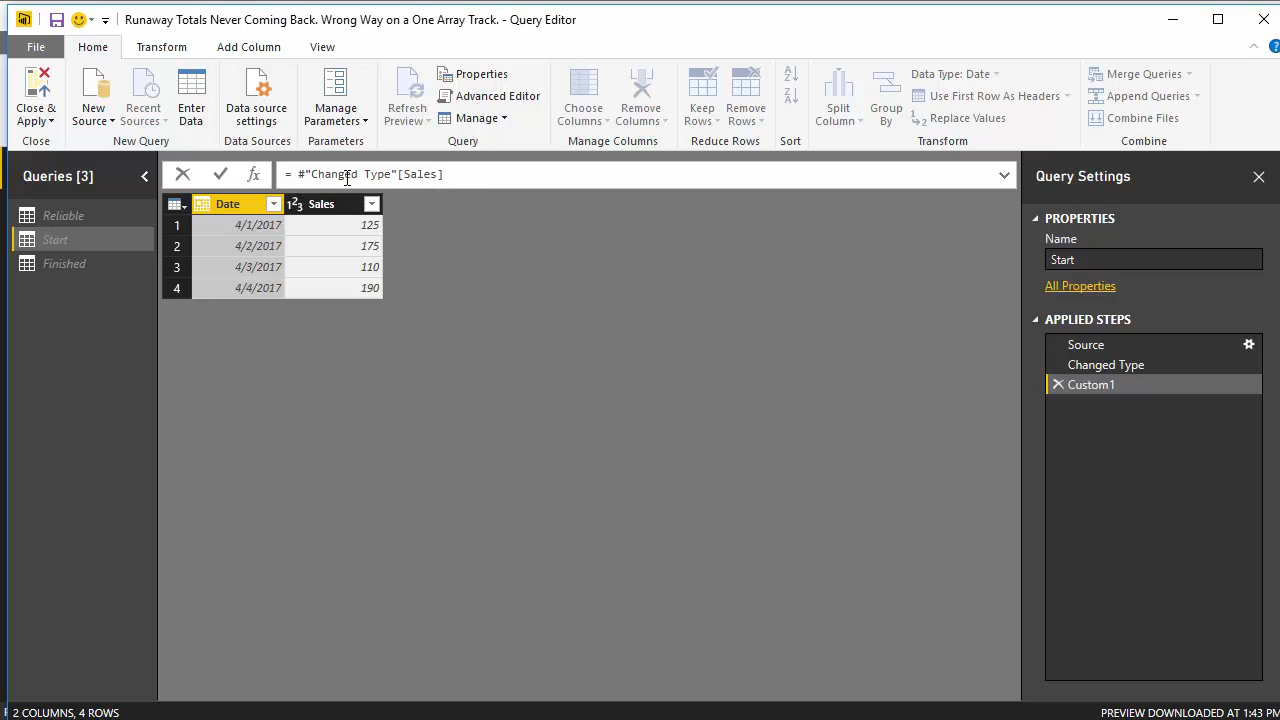 Runaway Totals Never Coming Back. Wrong Way on a One Array Track. - Query Editor
File Home Transform Add Column View
Close & Apply
New Source
Recent Sources
Enter Data
Data source settings
Manage Parameters
Refresh Preview
Properties
Advanced Editor
Manage
Choose Columns
Remove Columns
Keep Rows
Remove Rows
Split Column
Group By
Data Type: Date
Use First Row As Headers
Replace Values
Merge Queries
Append Queries
Combine Files
Close New Query Data Sources Parameters Query Manage Columns Reduce Rows Sort Transform Combine
Queries [3]
Reliable
Start
Finished
= #"Changed Type"[Sales]
Date Sales
1 4/1/2017 125
2 4/2/2017 175
3 4/3/2017 110
4 4/4/2017 190
Query Settings
PROPERTIES
Name
Start
All Properties
APPLIED STEPS
Source
Changed Type
Custom1
2 COLUMNS, 4 ROWS
PREVIEW DOWNLOADED AT 1:43 PM